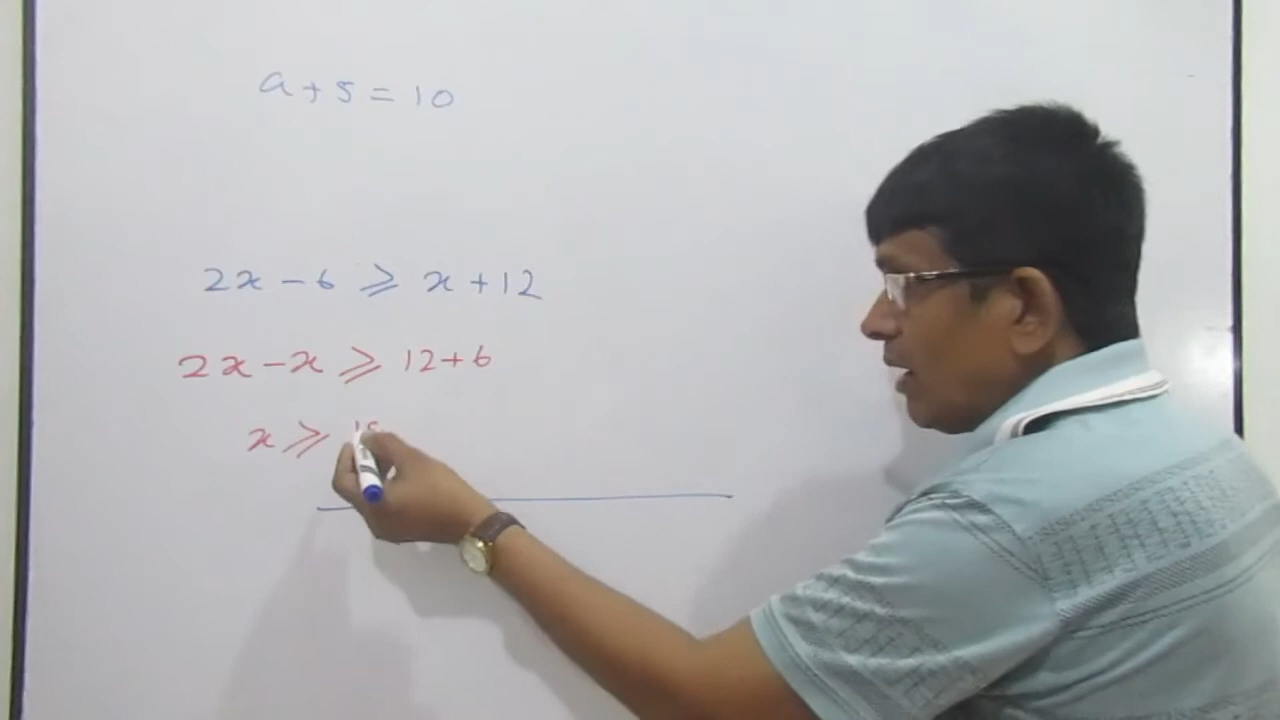 a + 5 = 10
2x - 6 ⩾ x + 12
2x - x ⩾ 12 + 6
x ⩾